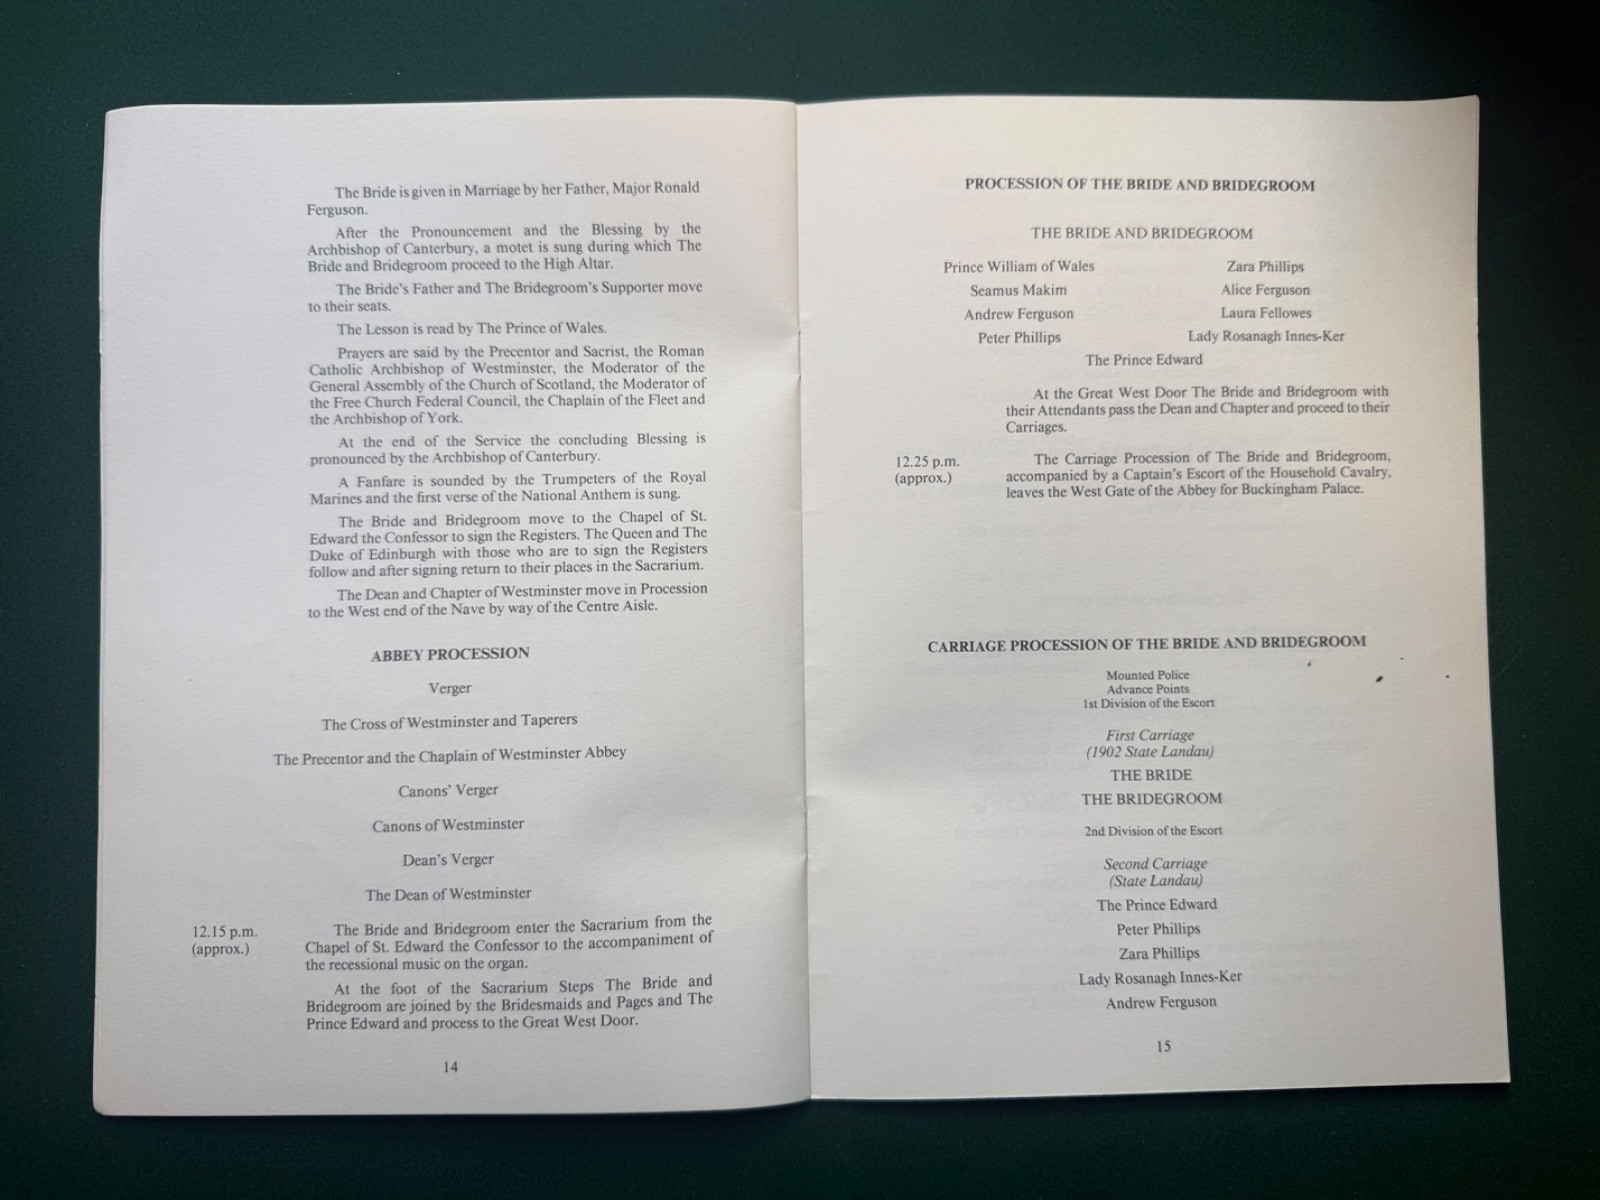 The Bride is given in Marriage by her Father, Major Ronald
Ferguson.
After the Pronouncement and the Blessing by the
Archbishop of Canterbury, a motet is sung during which The
Bride and Bridegroom proceed to the High Altar.
The Bride's Father and The Bridegroom's Supporter move
to their seats.
The Lesson is read by The Prince of Wales.
Prayers are said by the Precentor and Sacrist, the Roman
Catholic Archbishop of Westminster, the Moderator of the
General Assembly of the Church of Scotland, the Moderator of
the Free Church Federal Council, the Chaplain of the Fleet and
the Archbishop of York.
At the end of the Service the concluding Blessing is
pronounced by the Archbishop of Canterbury.
A Fanfare is sounded by the Trumpeters of the Royal
Marines and the first verse of the National Anthem is sung.
The Bride and Bridegroom move to the Chapel of St.
Edward the Confessor to sign the Registers. The Queen and The
Duke of Edinburgh with those who are to sign the Registers
follow and after signing return to their places in the Sacrarium.
The Dean and Chapter of Westminster move in Procession
to the West end of the Nave by way of the Centre Aisle.
ABBEY PROCESSION
Verger
The Cross of Westminster and Taperers
The Precentor and the Chaplain of Westminster Abbey
Canons' Verger
Canons of Westminster
Dean's Verger
The Dean of Westminster
12.15 p.m. The Bride and Bridegroom enter the Sacrarium from the
(approx.) Chapel of St. Edward the Confessor to the accompaniment of
the recessional music on the organ.
At the foot of the Sacrarium Steps The Bride and
Bridegroom are joined by the Bridesmaids and Pages and The
Prince Edward and process to the Great West Door.
14
PROCESSION OF THE BRIDE AND BRIDEGROOM
THE BRIDE AND BRIDEGROOM
Prince William of Wales Zara Phillips
Seamus Makim Alice Ferguson
Andrew Ferguson Laura Fellowes
Peter Phillips Lady Rosanagh Innes-Ker
The Prince Edward
At the Great West Door The Bride and Bridegroom with
their Attendants pass the Dean and Chapter and proceed to their
Carriages.
12.25 p.m. The Carriage Procession of The Bride and Bridegroom,
(approx.) accompanied by a Captain's Escort of the Household Cavalry,
leaves the West Gate of the Abbey for Buckingham Palace.
CARRIAGE PROCESSION OF THE BRIDE AND BRIDEGROOM
Mounted Police
Advance Points
1st Division of the Escort
First Carriage
(1902 State Landau)
THE BRIDE
THE BRIDEGROOM
2nd Division of the Escort
Second Carriage
(State Landau)
The Prince Edward
Peter Phillips
Zara Phillips
Lady Rosanagh Innes-Ker
Andrew Ferguson
15